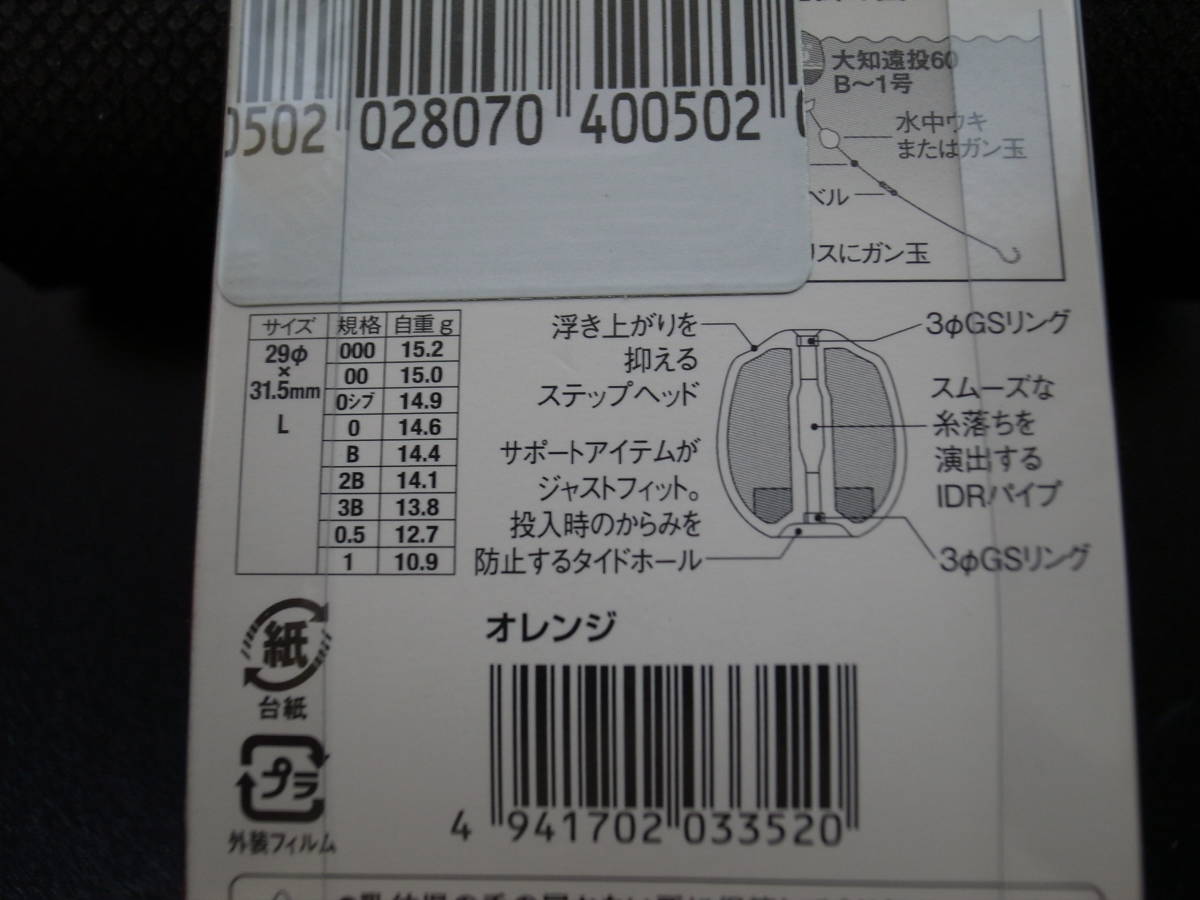 0502 028070 400502
大知遠投60
B〜1号
水中ウキ
またはガン玉
ベル
リスにガン玉
サイズ 規格 自重g
29φ × 31.5mm L
000 15.2
00 15.0
0シブ 14.9
0 14.6
B 14.4
2B 14.1
3B 13.8
0.5 12.7
1 10.9
浮き上がりを
抑える
ステップヘッド
サポートアイテムが
ジャストフィット。
投入時のからみを
防止するタイドホール
3φGSリング
スムーズな
糸落ちを
演出する
IDRパイプ
3φGSリング
オレンジ
4 941702 033520
紙
台紙
プラ
外装フィルム